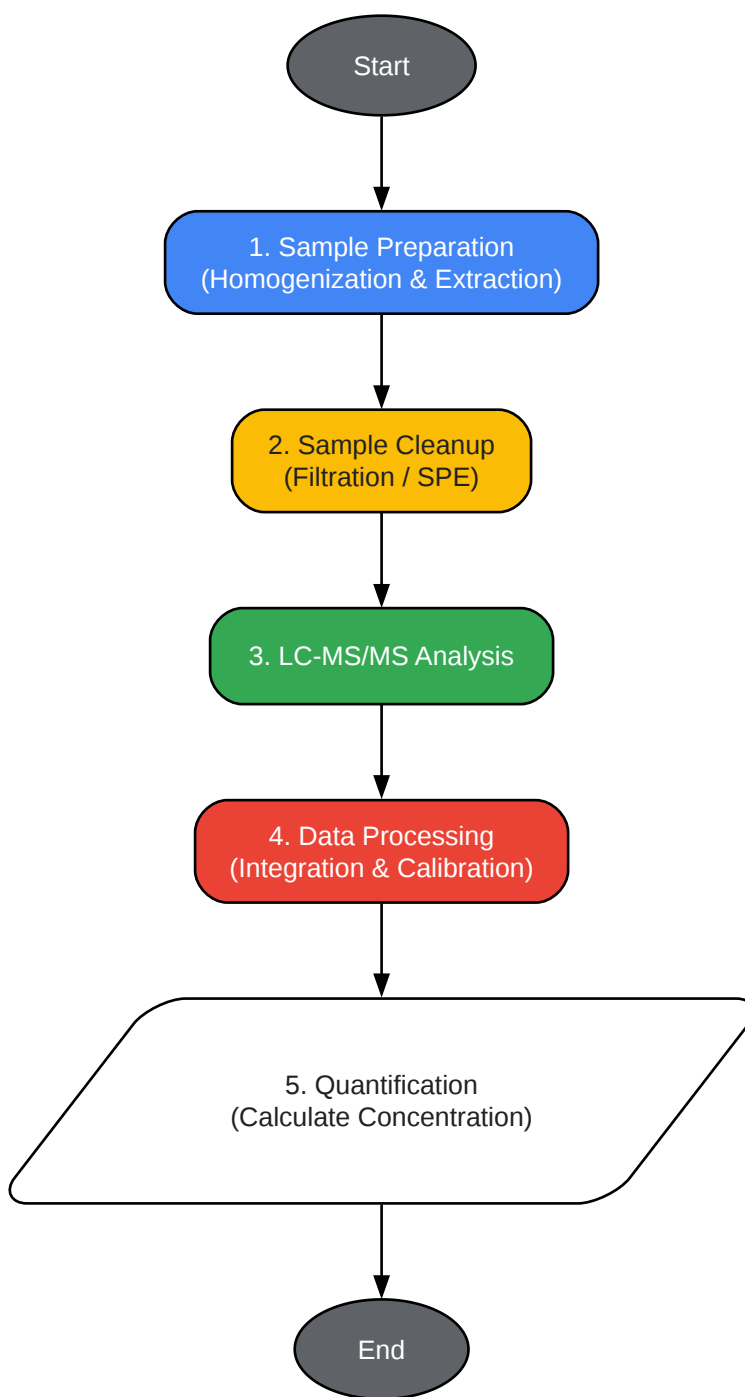 Start
1. Sample Preparation
(Homogenization & Extraction)
2. Sample Cleanup
(Filtration / SPE)
3. LC-MS/MS Analysis
4. Data Processing
(Integration & Calibration)
5. Quantification
(Calculate Concentration)
End